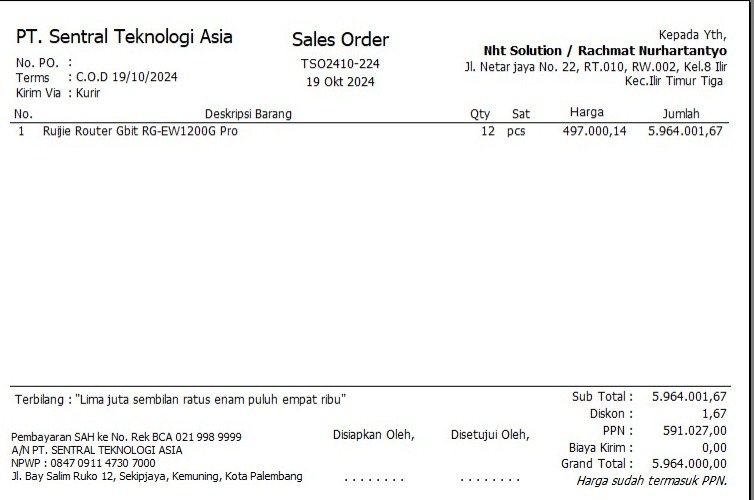 PT. Sentral Teknologi Asia
No. PO. :
Terms : C.O.D 19/10/2024
Kirim Via : Kurir
Sales Order
TSO2410-224
19 Okt 2024
Kepada Yth,
Nht Solution / Rachmat Nurhartantyo
Jl. Netar jaya No. 22, RT.010, RW.002, Kel.8 Ilir
Kec.Ilir Timur Tiga
No. Deskripsi Barang Qty Sat Harga Jumlah
1 Ruijie Router Gbit RG-EW1200G Pro 12 pcs 497.000,14 5.964.001,67
Terbilang : "Lima juta sembilan ratus enam puluh empat ribu"
Pembayaran SAH ke No. Rek BCA 021 998 9999
A/N PT. SENTRAL TEKNOLOGI ASIA
NPWP : 0847 0911 4730 7000
Jl. Bay Salim Ruko 12, Sekipjaya, Kemuning, Kota Palembang
Disiapkan Oleh,
. . . . . . . .
Disetujui Oleh,
. . . . . . . .
Sub Total : 5.964.001,67
Diskon : 1,67
PPN : 591.027,00
Biaya Kirim : 0,00
Grand Total : 5.964.000,00
Harga sudah termasuk PPN.